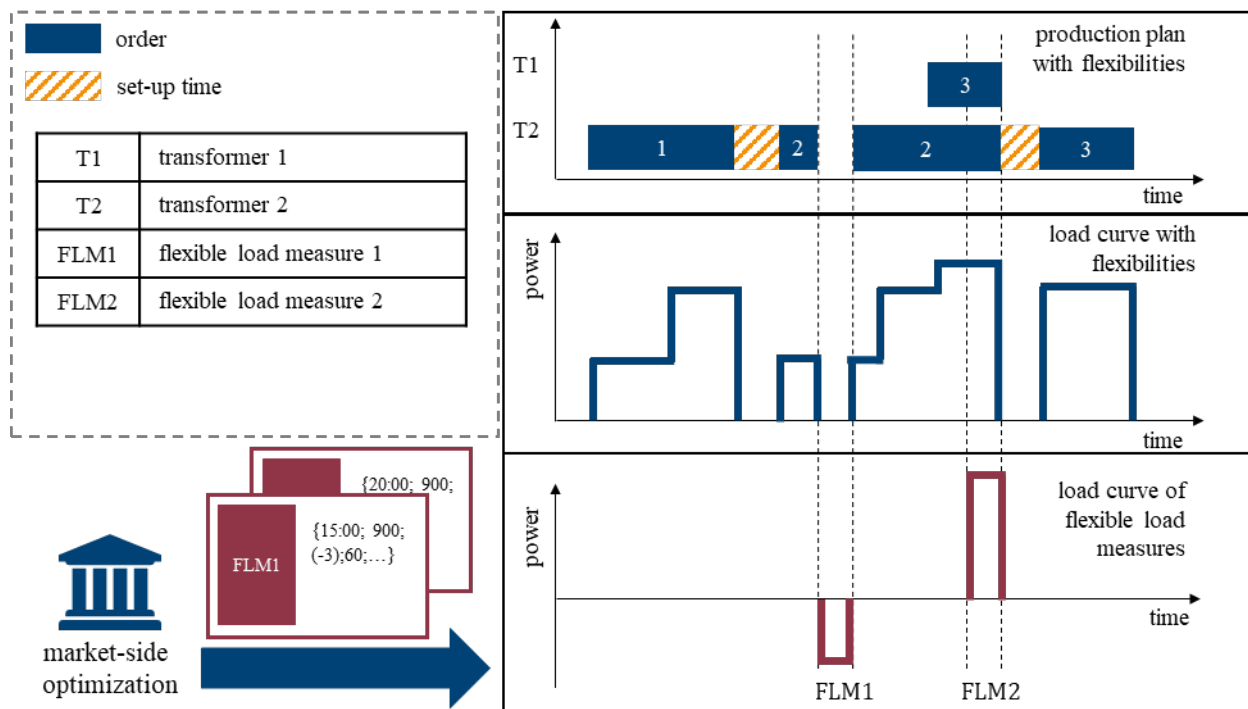 order
set-up time
T1 transformer 1
T2 transformer 2
FLM1 flexible load measure 1
FLM2 flexible load measure 2
{20:00; 900;
{15:00; 900;
(-3);60;...}
FLM1
market-side
optimization
production plan
with flexibilities
T1
3
T2
1
2
2
3
time
load curve with
flexibilities
power
time
load curve of
flexible load
measures
power
time
FLM1
FLM2